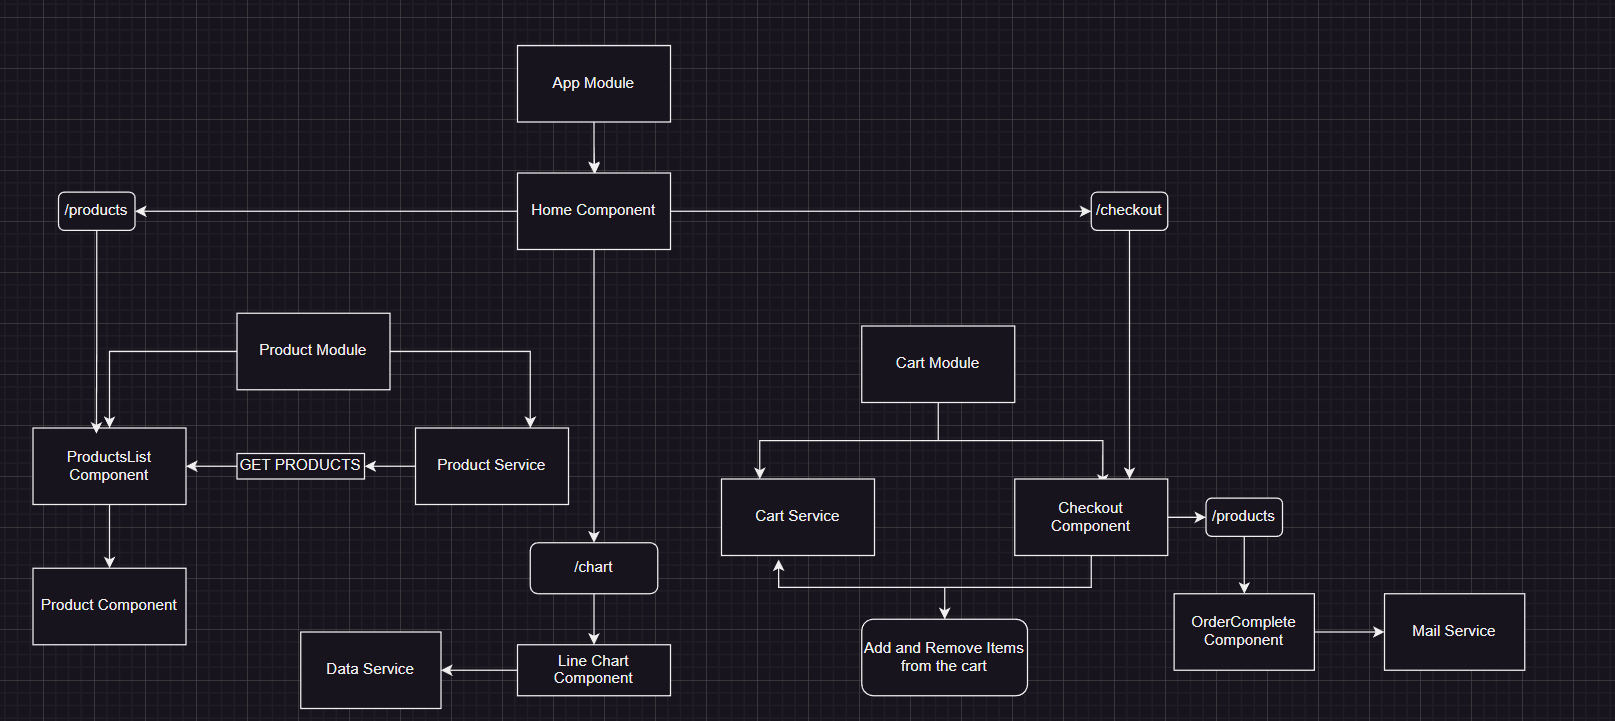 App Module
/products
Home Component
/checkout
Product Module
Cart Module
ProductsList
Component
GET PRODUCTS
Product Service
Cart Service
Checkout
Component
/products
/chart
Product Component
Data Service
Line Chart
Component
Add and Remove Items
from the cart
OrderComplete
Component
Mail Service